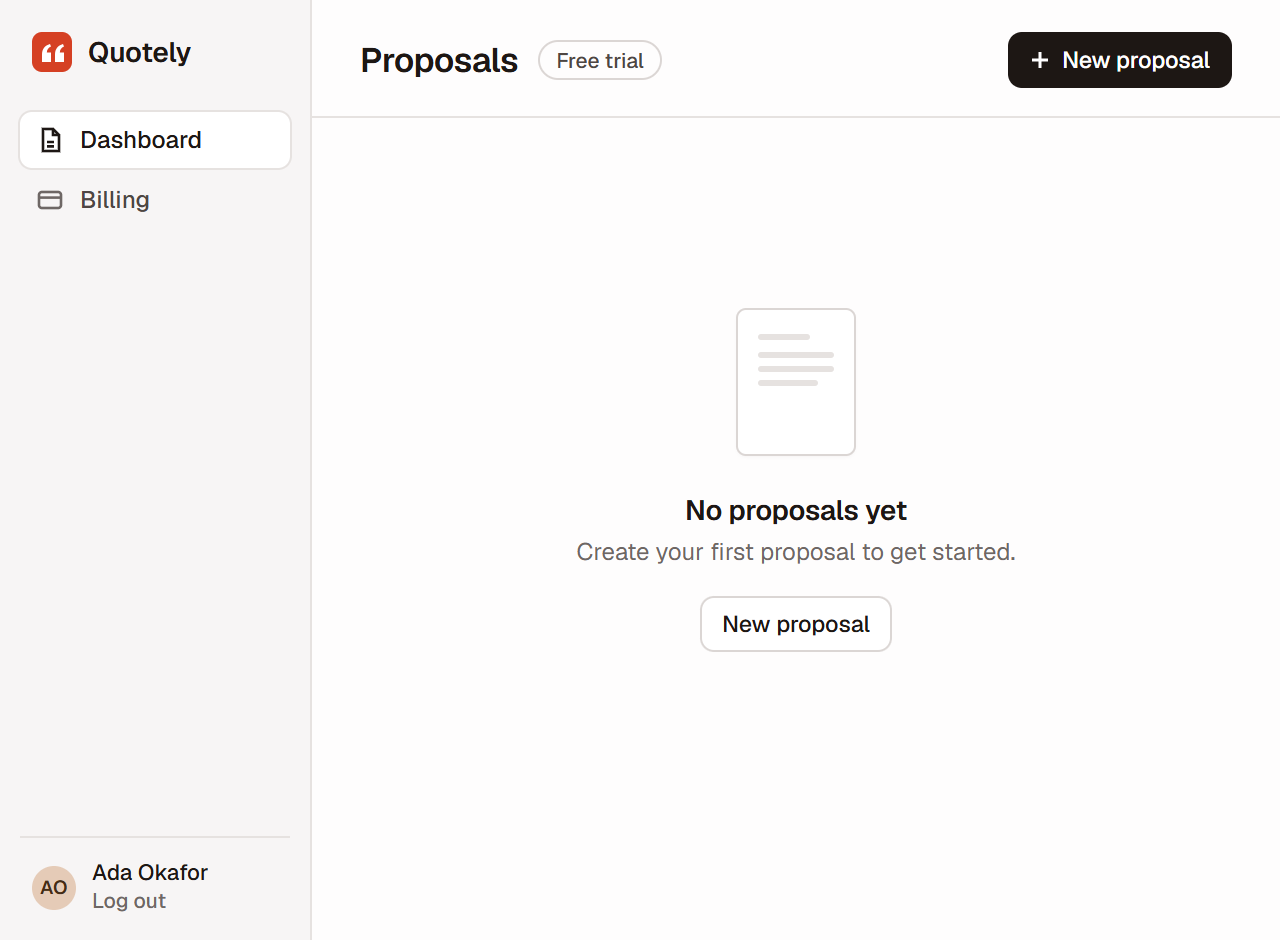 Quotely
Dashboard
Billing
AO
Ada Okafor
Log out
Proposals
Free trial
+ New proposal
No proposals yet
Create your first proposal to get started.
New proposal